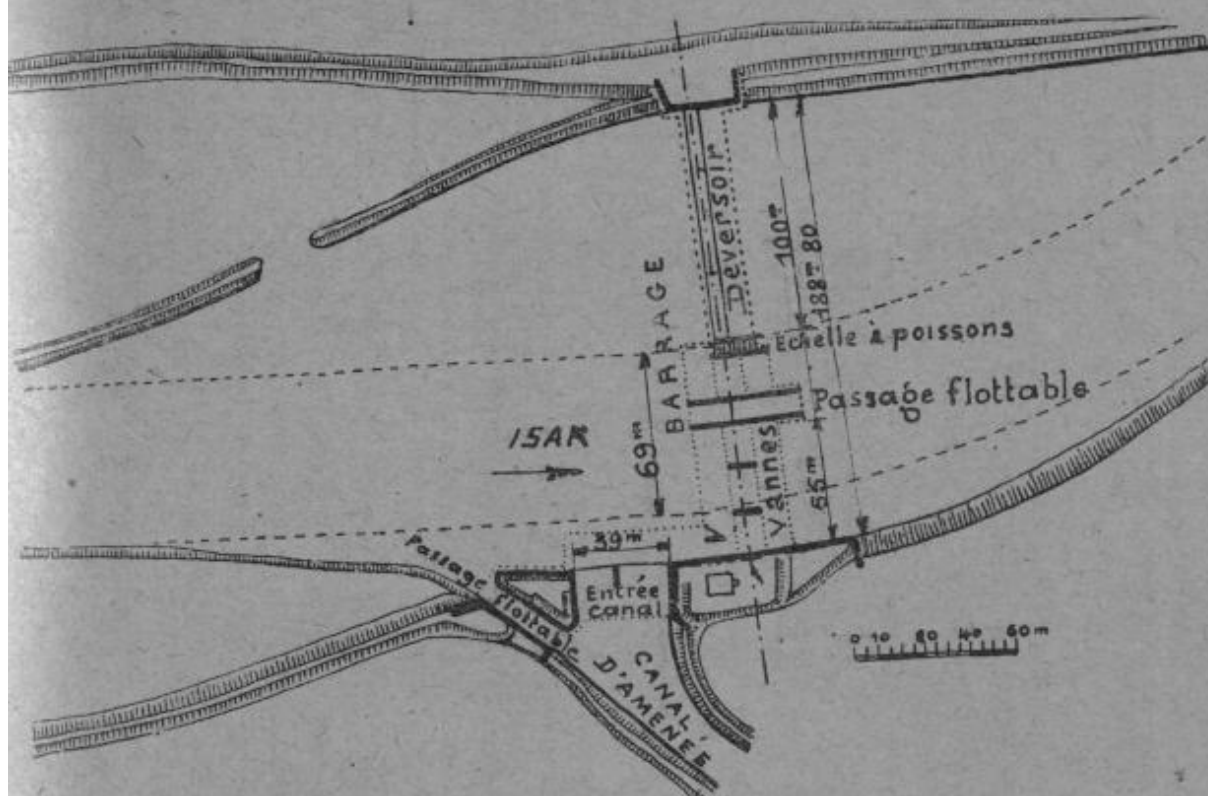 BARRAGE
Déversoir
100m
188m 80
Echelle à poissons
Passage flottable
ISAR
69m
Vannes
39m
Passage flottable
Entrée
canal
CANAL
D'AMENÉE
0 10 20 40 60m